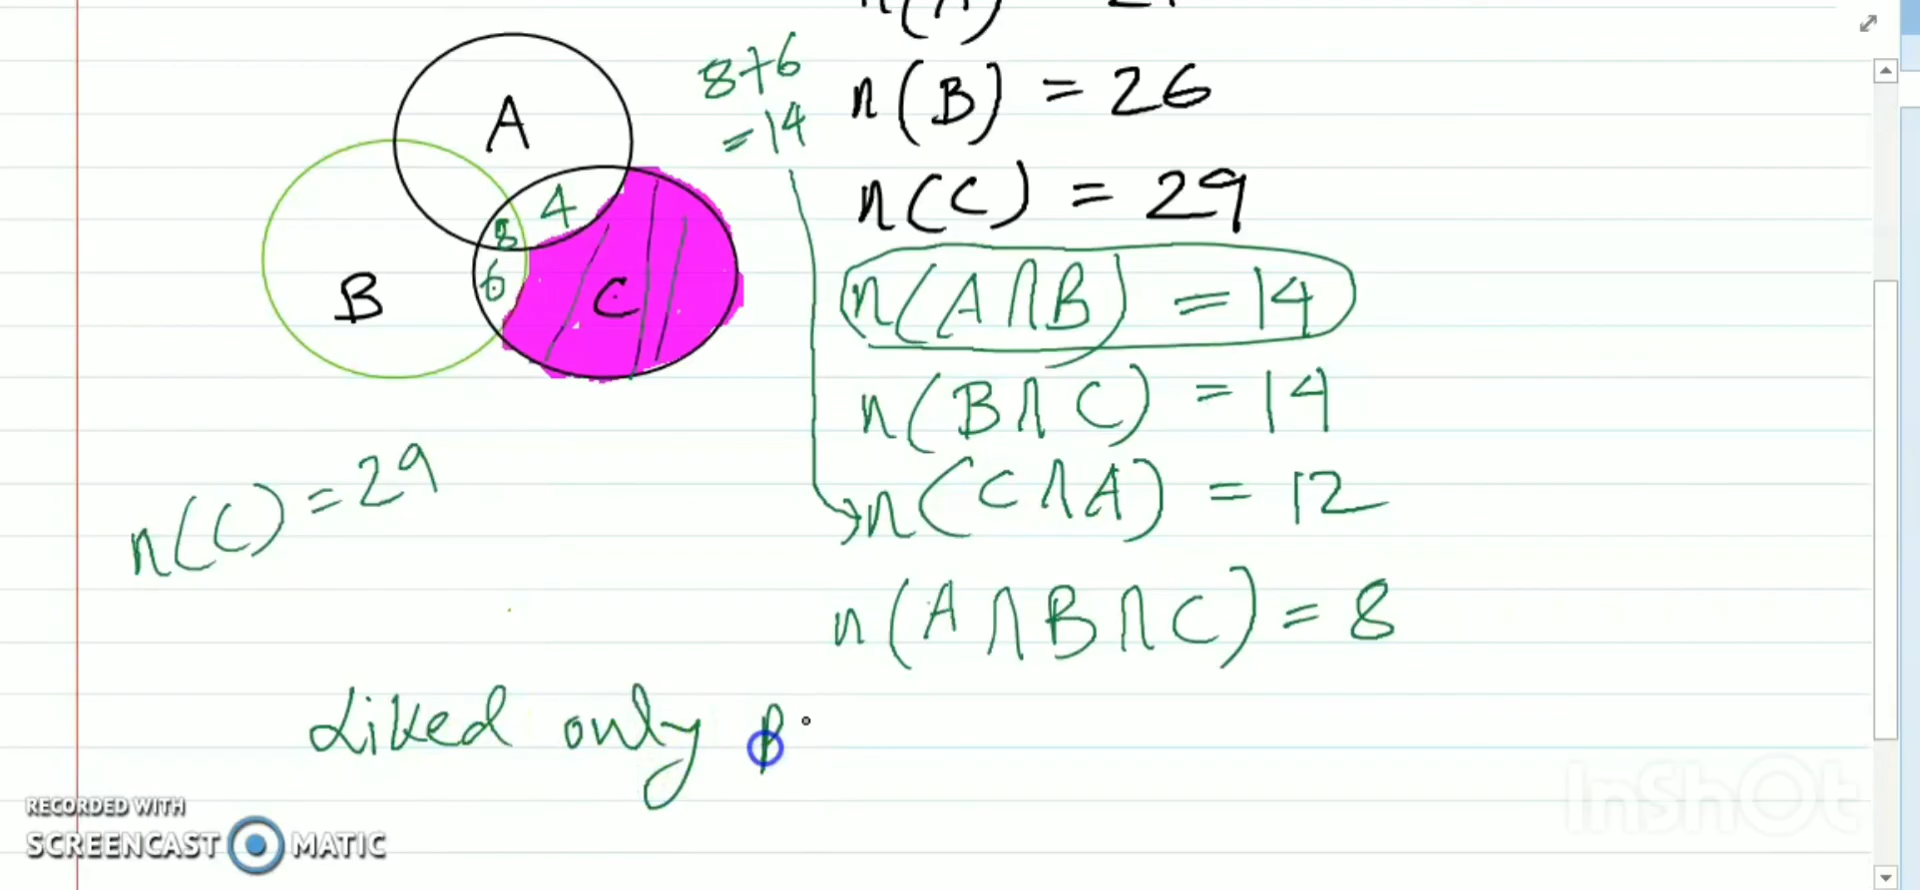 n(B) = 26
n(C) = 29
n(A∩B) = 14
n(B∩C) = 14
n(C∩A) = 12
n(A∩B∩C) = 8
8+6
=14
A
B
C
4
8
6
n(C) = 29
Liked only
RECORDED WITH
SCREENCAST MATIC
InShOt